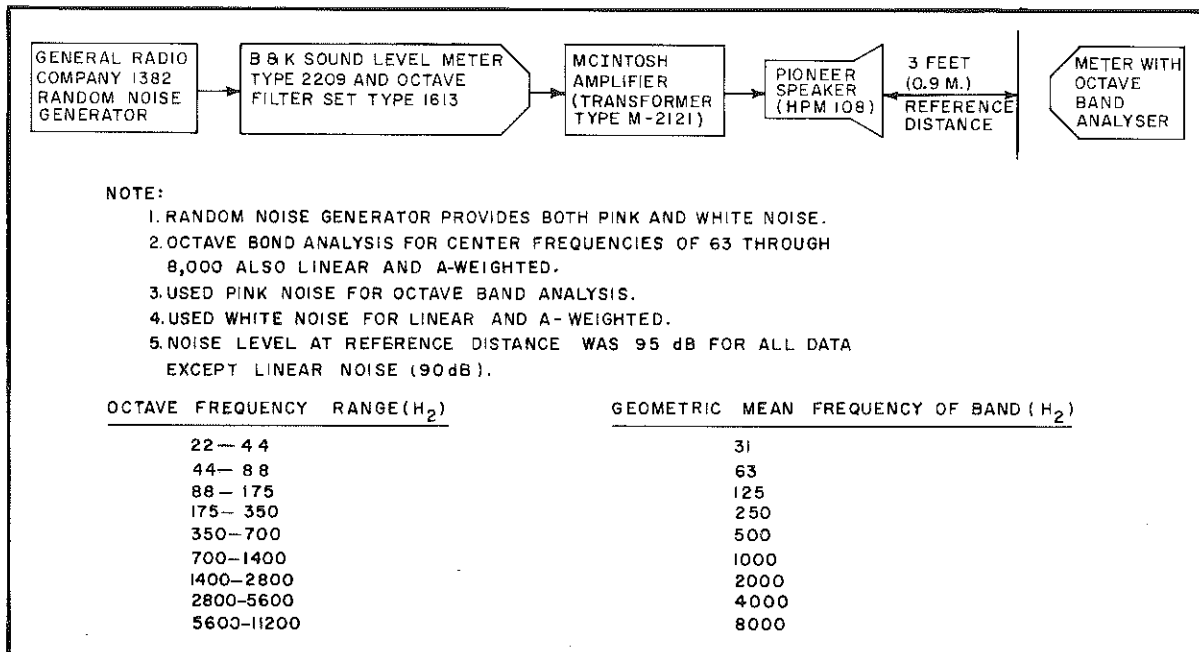 GENERAL RADIO
COMPANY 1382
RANDOM NOISE
GENERATOR
B & K SOUND LEVEL METER
TYPE 2209 AND OCTAVE
FILTER SET TYPE 1613
MCINTOSH
AMPLIFIER
(TRANSFORMER
TYPE M-2121)
PIONEER
SPEAKER
(HPM 108)
3 FEET
(0.9 M.)
REFERENCE
DISTANCE
METER WITH
OCTAVE
BAND
ANALYSER
NOTE:
1. RANDOM NOISE GENERATOR PROVIDES BOTH PINK AND WHITE NOISE.
2. OCTAVE BOND ANALYSIS FOR CENTER FREQUENCIES OF 63 THROUGH
8,000 ALSO LINEAR AND A-WEIGHTED.
3. USED PINK NOISE FOR OCTAVE BAND ANALYSIS.
4. USED WHITE NOISE FOR LINEAR AND A-WEIGHTED.
5. NOISE LEVEL AT REFERENCE DISTANCE WAS 95 dB FOR ALL DATA
EXCEPT LINEAR NOISE (90dB).
OCTAVE FREQUENCY RANGE (H2) GEOMETRIC MEAN FREQUENCY OF BAND (H2)
22-44 31
44-88 63
88-175 125
175-350 250
350-700 500
700-1400 1000
1400-2800 2000
2800-5600 4000
5600-11200 8000